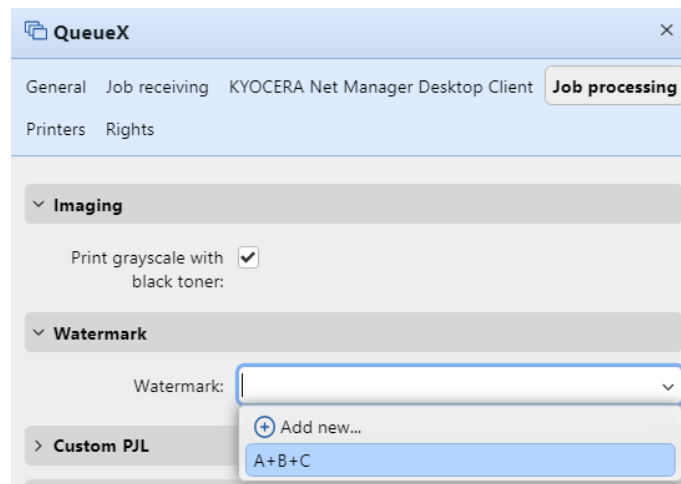 QueueX
General Job receiving KYOCERA Net Manager Desktop Client Job processing
Printers Rights
Imaging
Print grayscale with
black toner:
Watermark
Watermark:
Add new...
Custom PJL
A+B+C